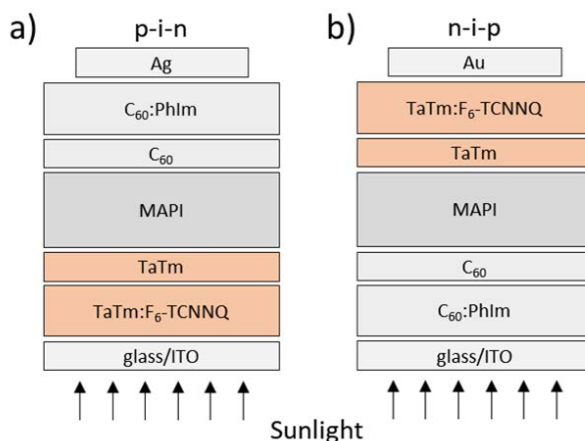 a) p-i-n
Ag
C₆₀:PhIm
C₆₀
MAPI
TaTm
TaTm:F₆-TCNNQ
glass/ITO
b) n-i-p
Au
TaTm:F₆-TCNNQ
TaTm
MAPI
C₆₀
C₆₀:PhIm
glass/ITO
Sunlight